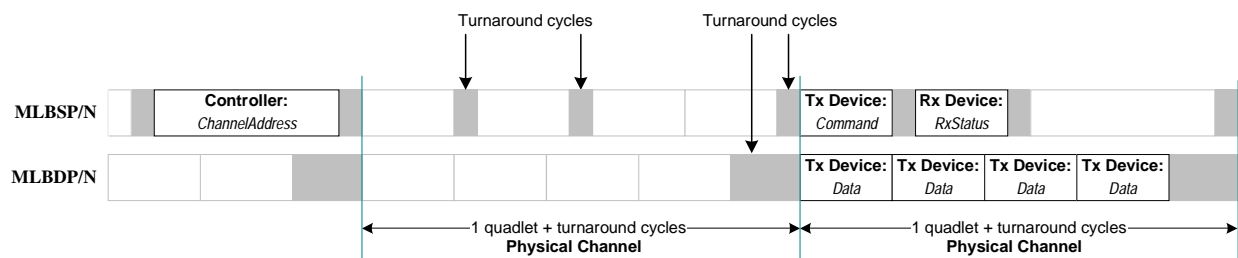 Turnaround cycles Turnaround cycles
MLBSP/N
Controller:
ChannelAddress
Tx Device:
Command
Rx Device:
RxStatus
MLBDP/N
Tx Device: Tx Device: Tx Device: Tx Device:
Data Data Data Data
1 quadlet + turnaround cycles 1 quadlet + turnaround cycles
Physical Channel Physical Channel